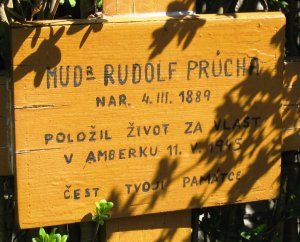 MUDR RUDOLF PRŮCHA
NAR. 4. III. 1889
POLOŽIL ŽIVOT ZA VLAST
V AMBERKU 11. V. 1945
ČEST TVOJÍ PAMÁTCE